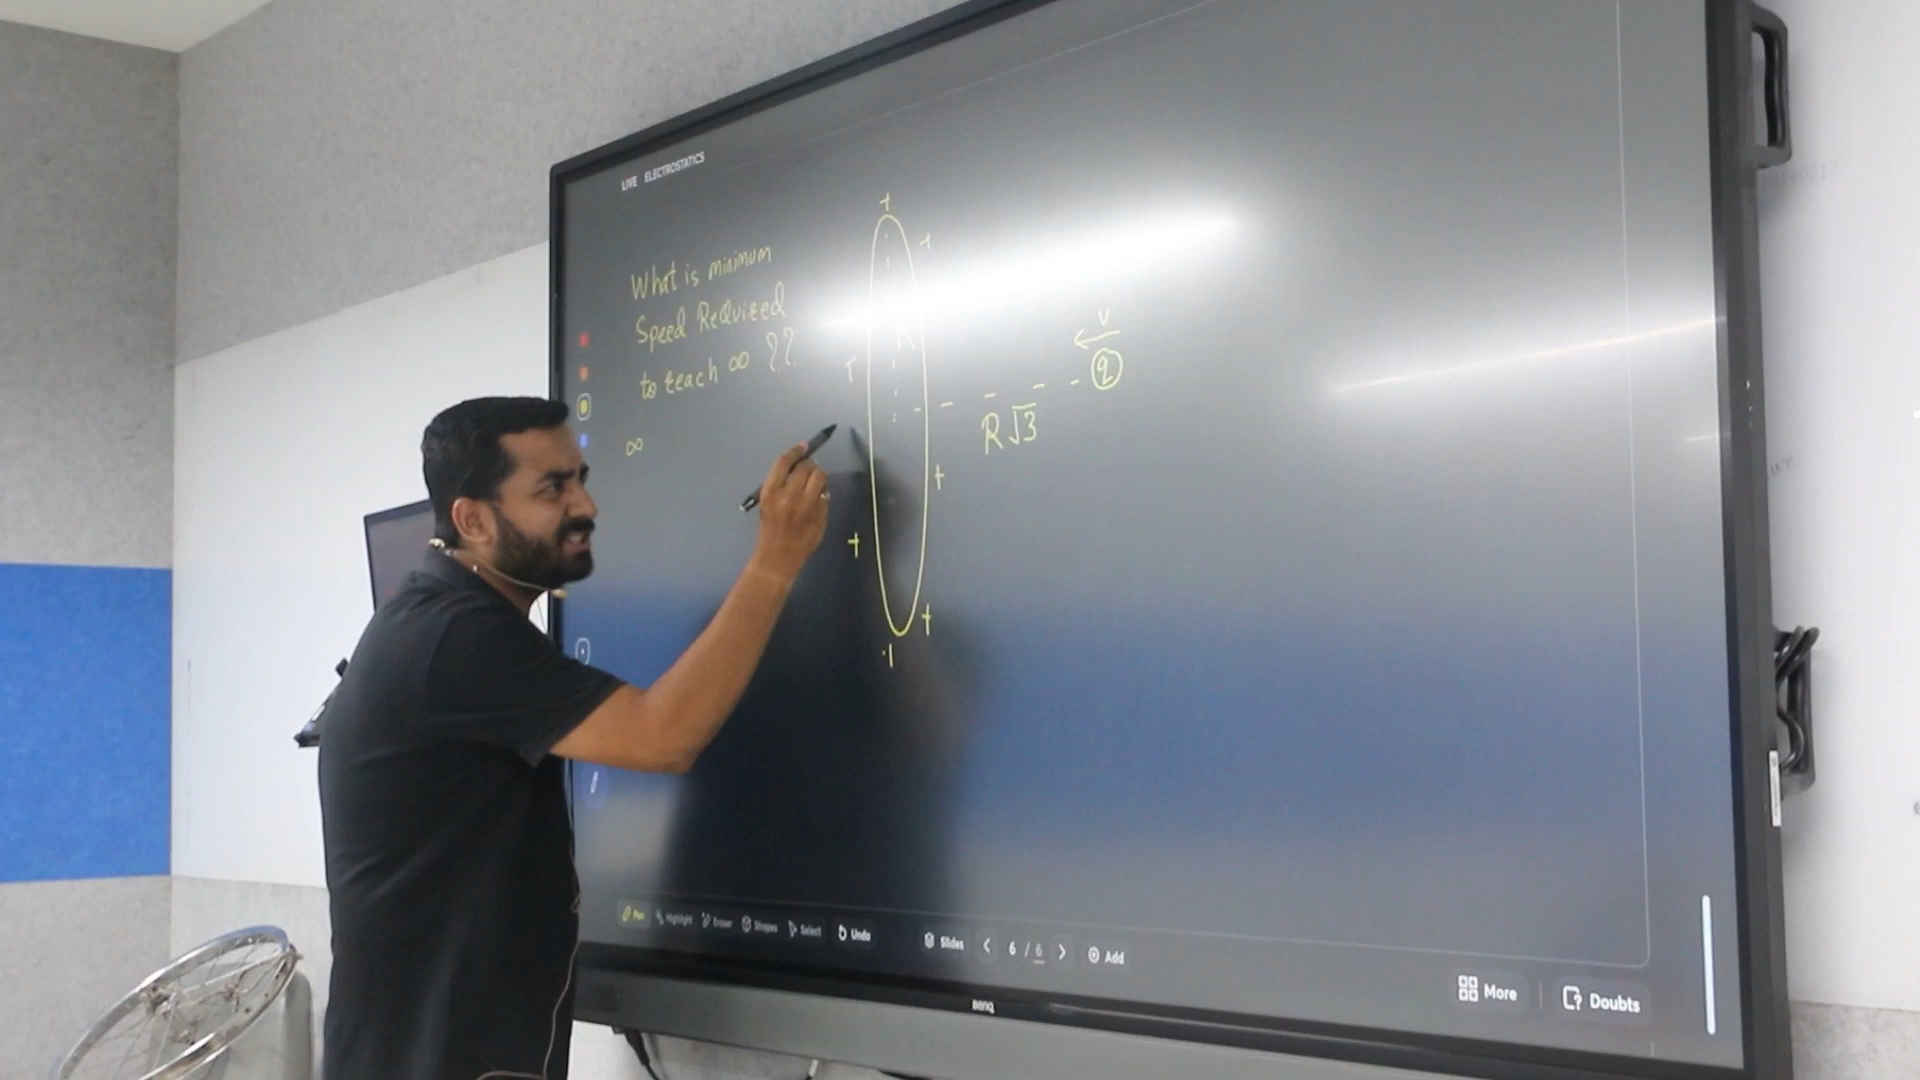 LIVE ELECTROSTATICS
What is minimum
Speed Required
to reach ∞ ??
∞
R
v
q
R√3
Pen Highlight Eraser Shapes Select Undo Slides 6 / 6 Add
More Doubts
BenQ